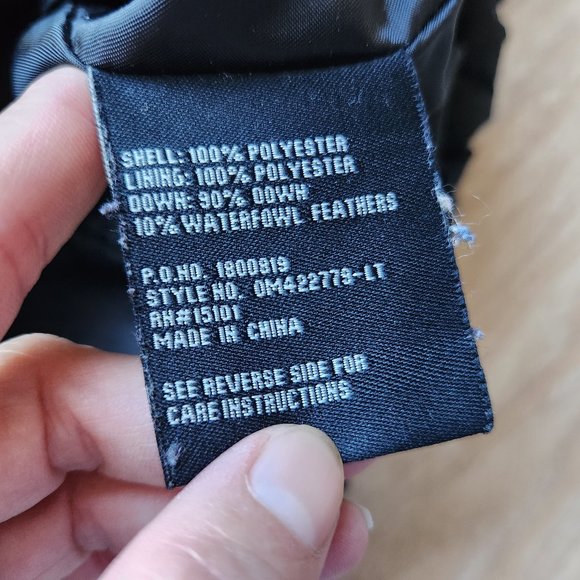 SHELL: 100% POLYESTER
LINING: 100% POLYESTER
DOWN: 90% DOWN
10% WATERFOWL FEATHERS
P.O.NO. 1800819
STYLE NO. OM422778-LT
RN#15101
MADE IN CHINA
SEE REVERSE SIDE FOR
CARE INSTRUCTIONS